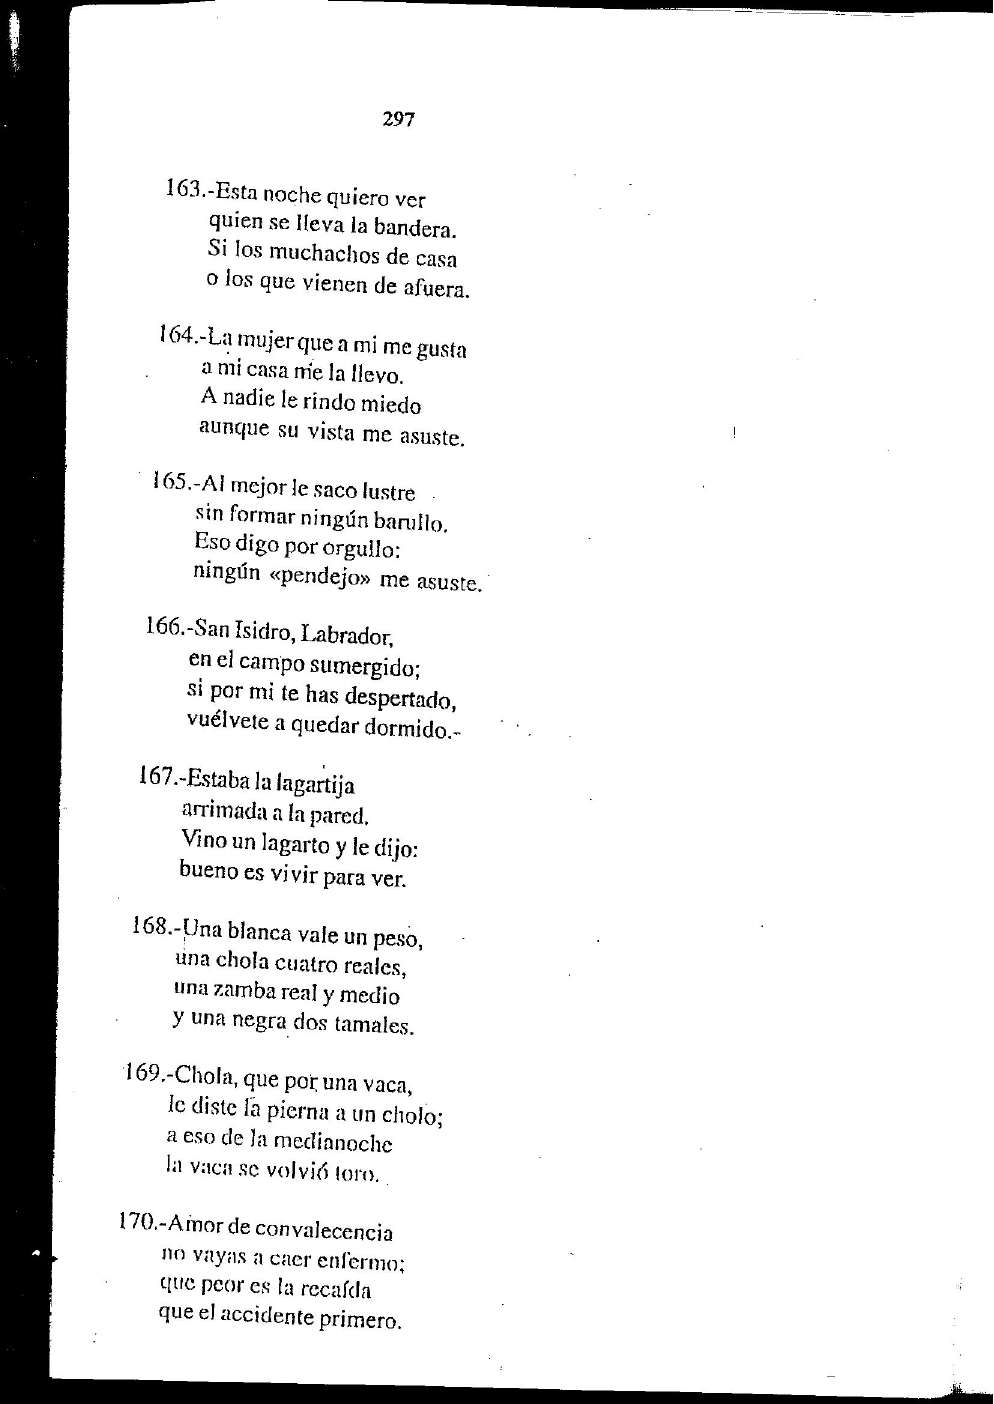 297
163.-Esta noche quiero ver
quien se lleva la bandera.
Si los muchachos de casa
o los que vienen de afuera.
164.-La mujer que a mi me gusta
a mi casa me la llevo.
A nadie le rindo miedo
aunque su vista me asuste.
165.-Al mejor le saco lustre
sin formar ningún barullo.
Eso digo por orgullo:
ningún «pendejo» me asuste.
166.-San Isidro, Labrador,
en el campo sumergido;
si por mi te has despertado,
vuélvete a quedar dormido.-
167.-Estaba la lagartija
arrimada a la pared.
Vino un lagarto y le dijo:
bueno es vivir para ver.
168.-Una blanca vale un peso,
una chola cuatro reales,
una zamba real y medio
y una negra dos tamales.
169.-Chola, que por una vaca,
le diste la pierna a un cholo;
a eso de la medianoche
la vaca se volvió toro.
170.-Amor de convalecencia
no vayas a caer enfermo;
que peor es la recaída
que el accidente primero.